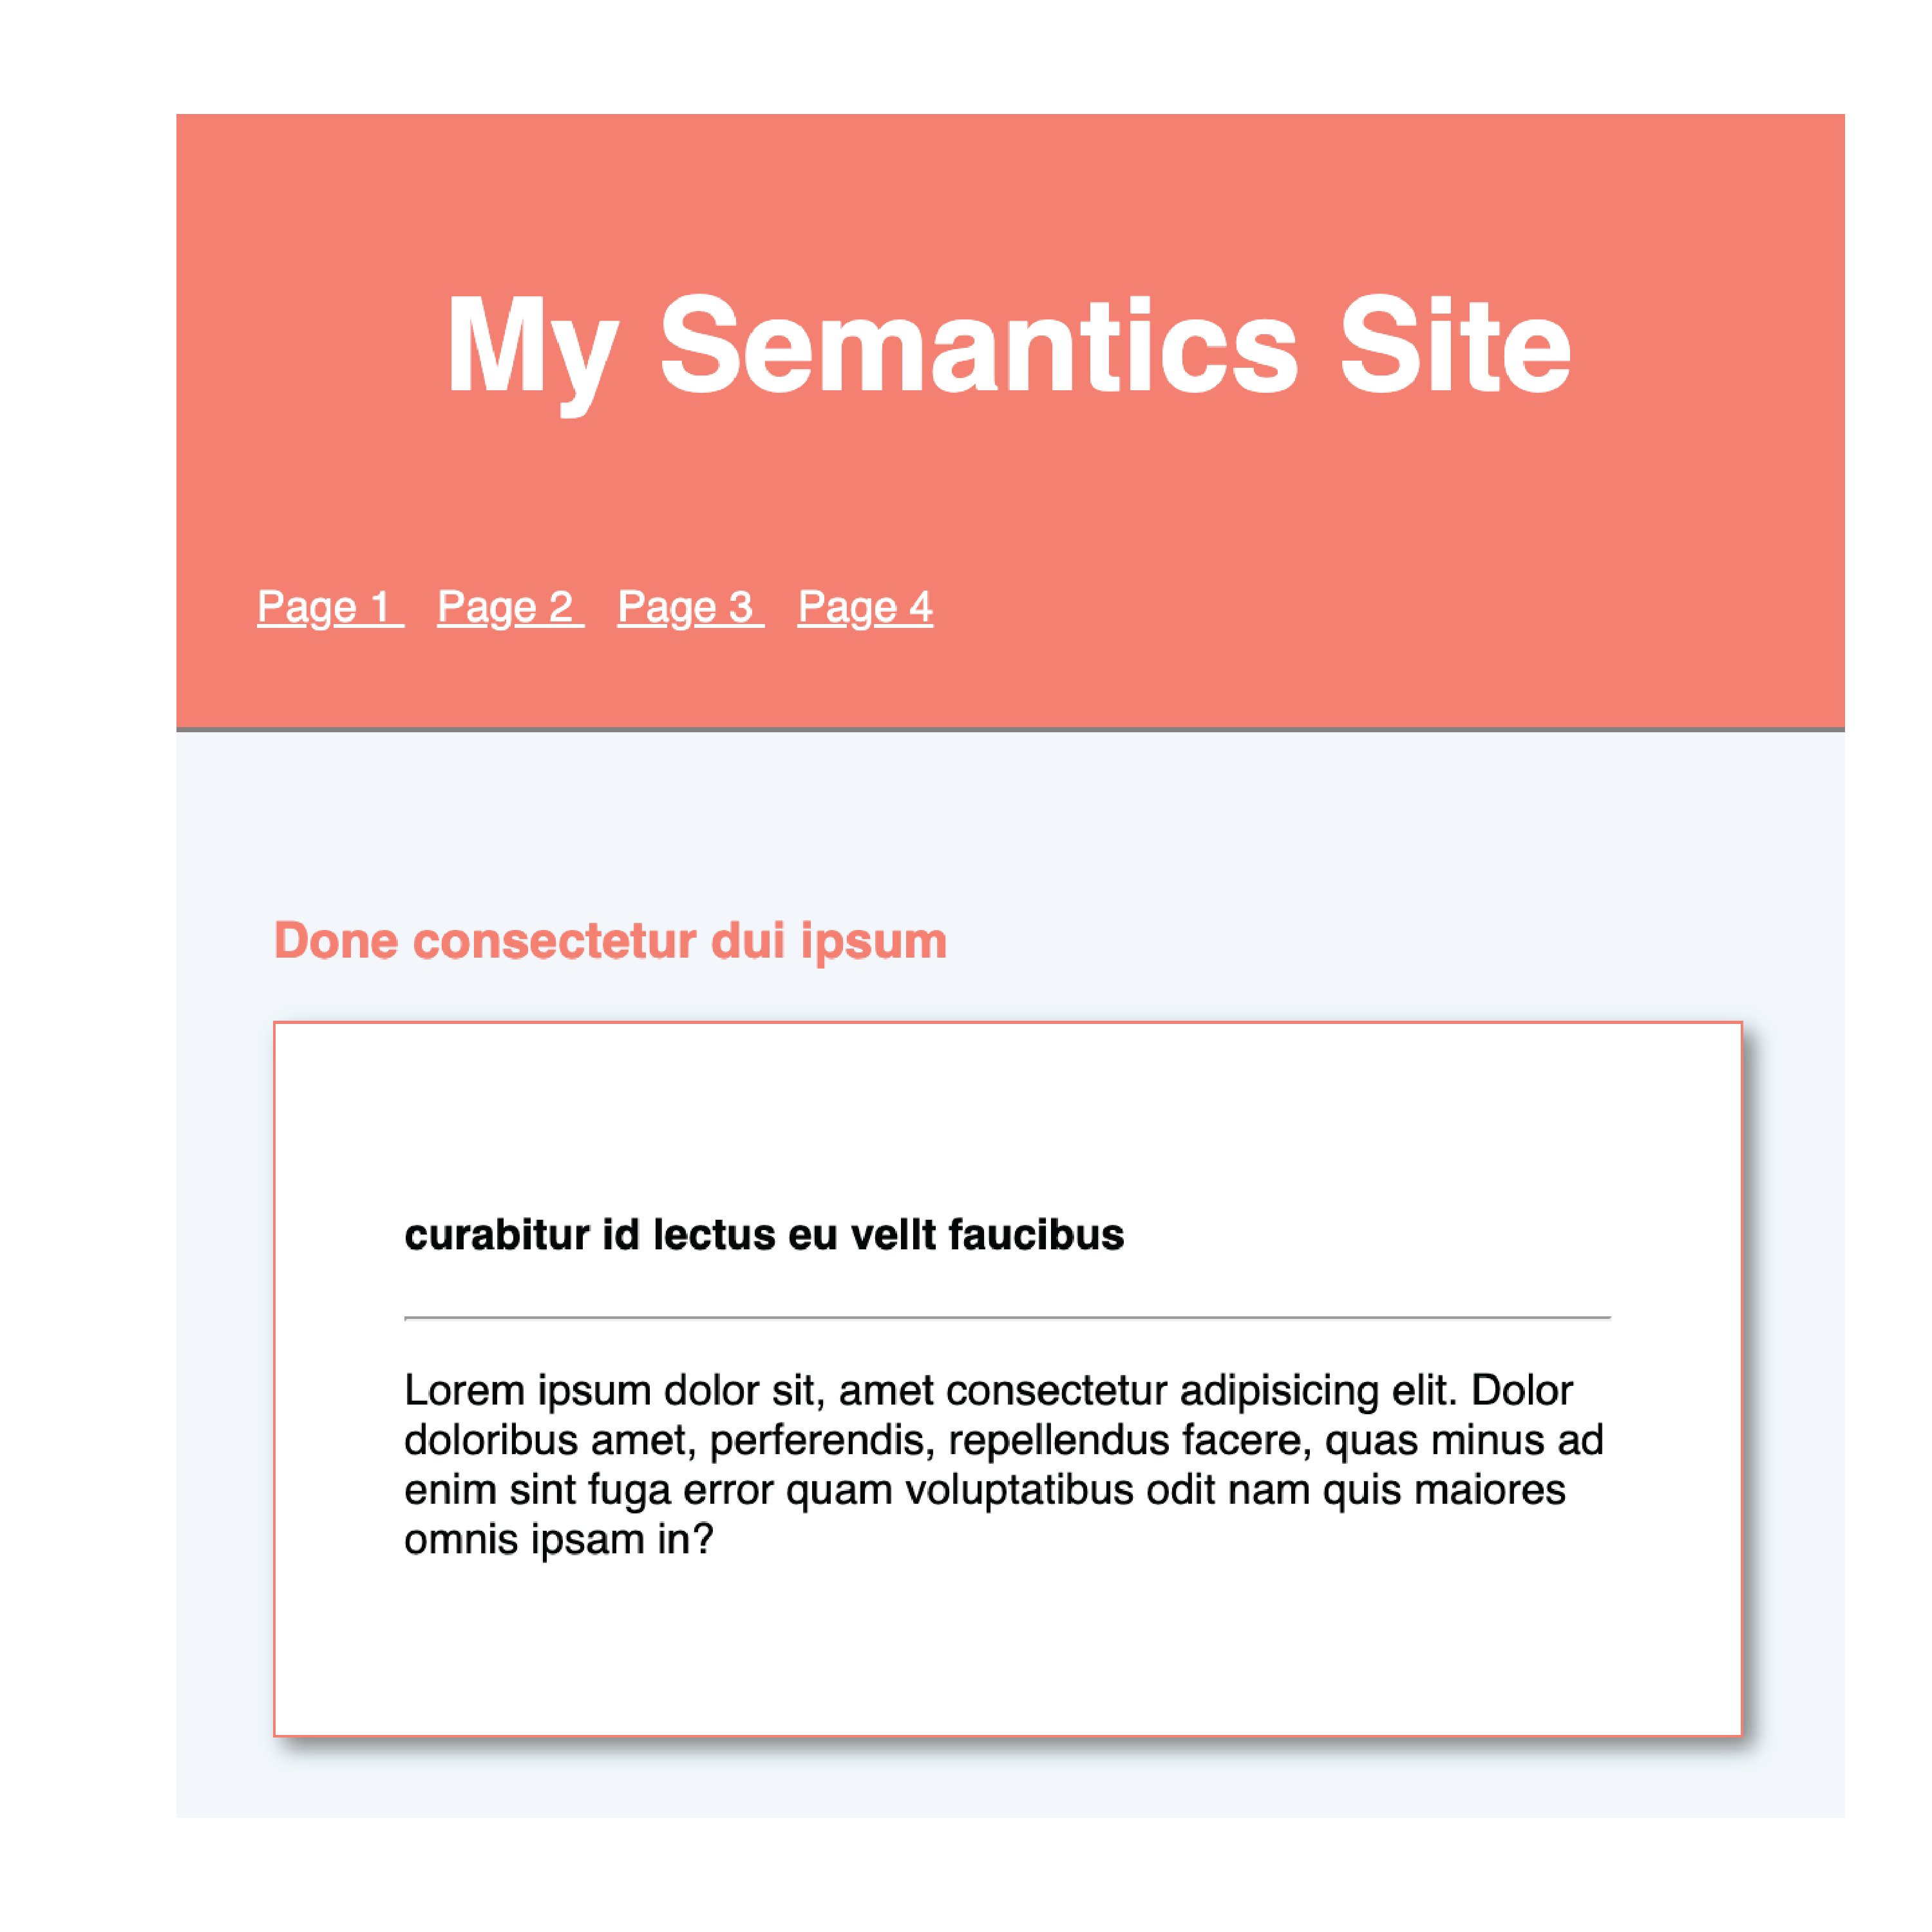 My Semantics Site
Page 1 Page 2 Page 3 Page 4
Done consectetur dui ipsum
curabitur id lectus eu vellt faucibus
Lorem ipsum dolor sit, amet consectetur adipisicing elit. Dolor
doloribus amet, perferendis, repellendus facere, quas minus ad
enim sint fuga error quam voluptatibus odit nam quis maiores
omnis ipsam in?